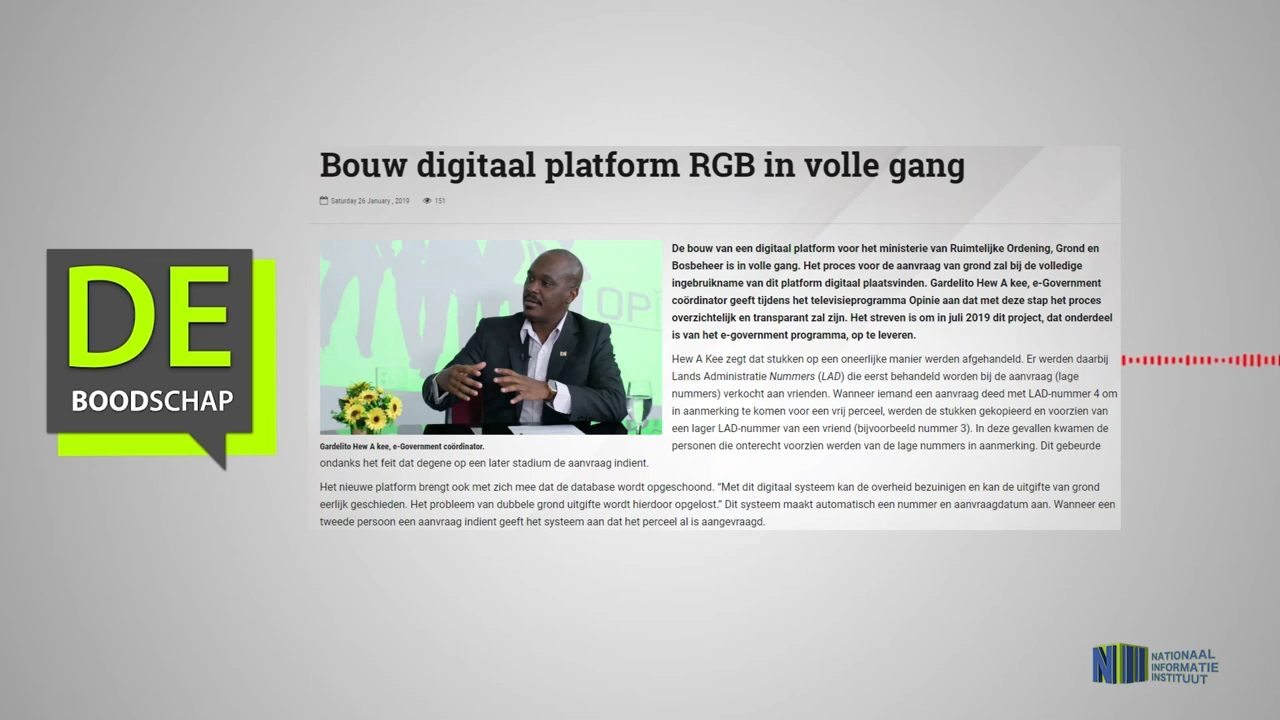 Bouw digitaal platform RGB in volle gang
Saturday 26 January , 2019 151
OPI
De bouw van een digitaal platform voor het ministerie van Ruimtelijke Ordening, Grond en
Bosbeheer is in volle gang. Het proces voor de aanvraag van grond zal bij de volledige
ingebruikname van dit platform digitaal plaatsvinden. Gardelito Hew A kee, e-Government
coördinator geeft tijdens het televisieprogramma Opinie aan dat met deze stap het proces
overzichtelijk en transparant zal zijn. Het streven is om in juli 2019 dit project, dat onderdeel
is van het e-government programma, op te leveren.
Hew A Kee zegt dat stukken op een oneerlijke manier werden afgehandeld. Er werden daarbij
Lands Administratie Nummers (LAD) die eerst behandeld worden bij de aanvraag (lage
nummers) verkocht aan vrienden. Wanneer iemand een aanvraag deed met LAD-nummer 4 om
in aanmerking te komen voor een vrij perceel, werden de stukken gekopieerd en voorzien van
een lager LAD-nummer van een vriend (bijvoorbeeld nummer 3). In deze gevallen kwamen de
personen die onterecht voorzien werden van de lage nummers in aanmerking. Dit gebeurde
Gardelito Hew A kee, e-Government coördinator.
ondanks het feit dat degene op een later stadium de aanvraag indient.
Het nieuwe platform brengt ook met zich mee dat de database wordt opgeschoond. “Met dit digitaal systeem kan de overheid bezuinigen en kan de uitgifte van grond
eerlijk geschieden. Het probleem van dubbele grond uitgifte wordt hierdoor opgelost.” Dit systeem maakt automatisch een nummer en aanvraagdatum aan. Wanneer een
tweede persoon een aanvraag indient geeft het systeem aan dat het perceel al is aangevraagd.
DE
BOODSCHAP
NII
NATIONAAL
INFORMATIE
INSTITUUT